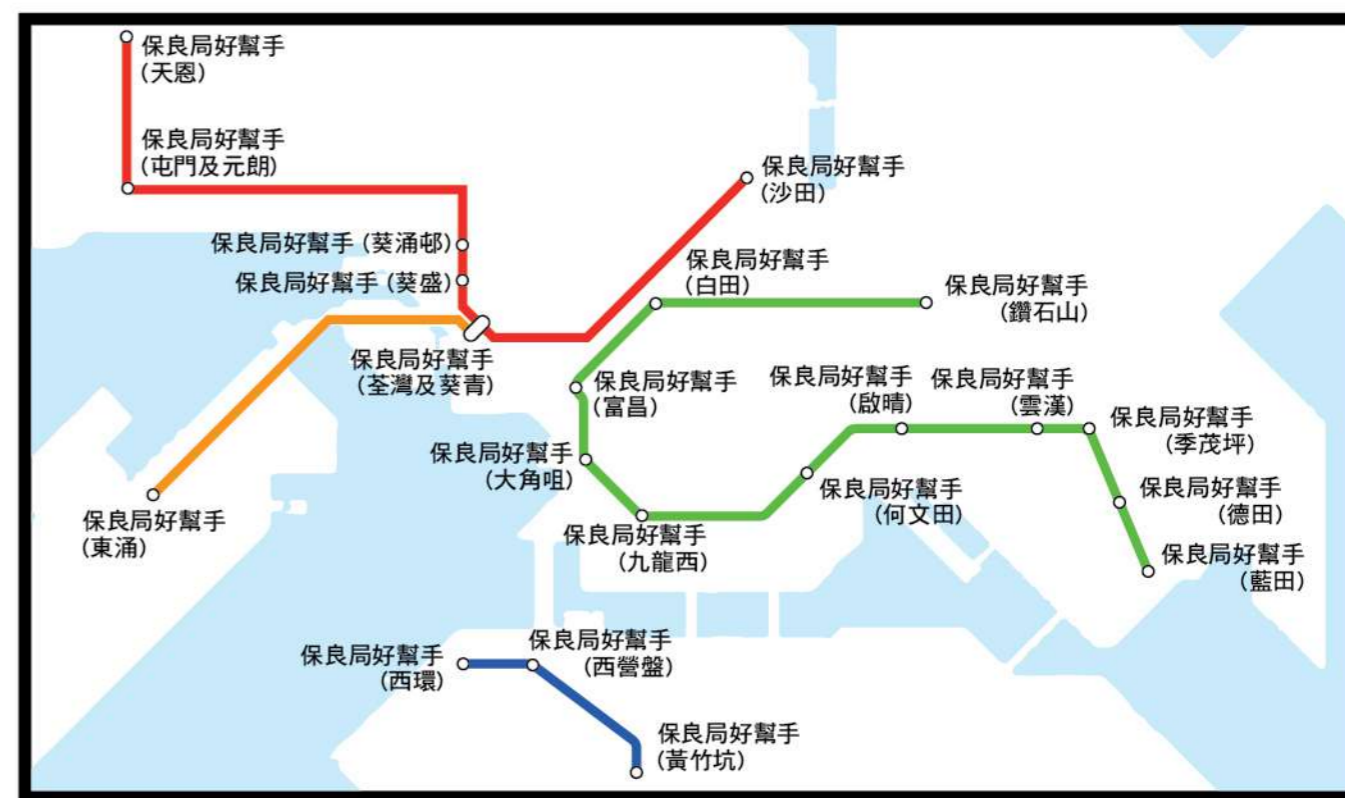 保良局好幫手
(天恩)
保良局好幫手
(屯門及元朗)
保良局好幫手
(沙田)
保良局好幫手 (葵涌邨)
保良局好幫手 (葵盛)
保良局好幫手
(白田)
保良局好幫手
(鑽石山)
保良局好幫手
(荃灣及葵青)
保良局好幫手
(富昌)
保良局好幫手
(啟晴)
保良局好幫手
(雲漢)
保良局好幫手
(季茂坪)
保良局好幫手
(大角咀)
保良局好幫手
(何文田)
保良局好幫手
(德田)
保良局好幫手
(東涌)
保良局好幫手
(九龍西)
保良局好幫手
(藍田)
保良局好幫手
(西環)
保良局好幫手
(西營盤)
保良局好幫手
(黃竹坑)